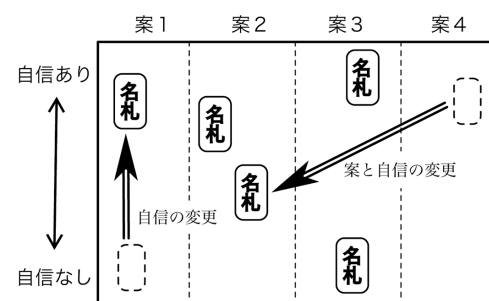 案１ 案２ 案３ 案４
自信あり
名札
名札
名札
案と自信の変更
名札
自信の変更
名札
自信なし